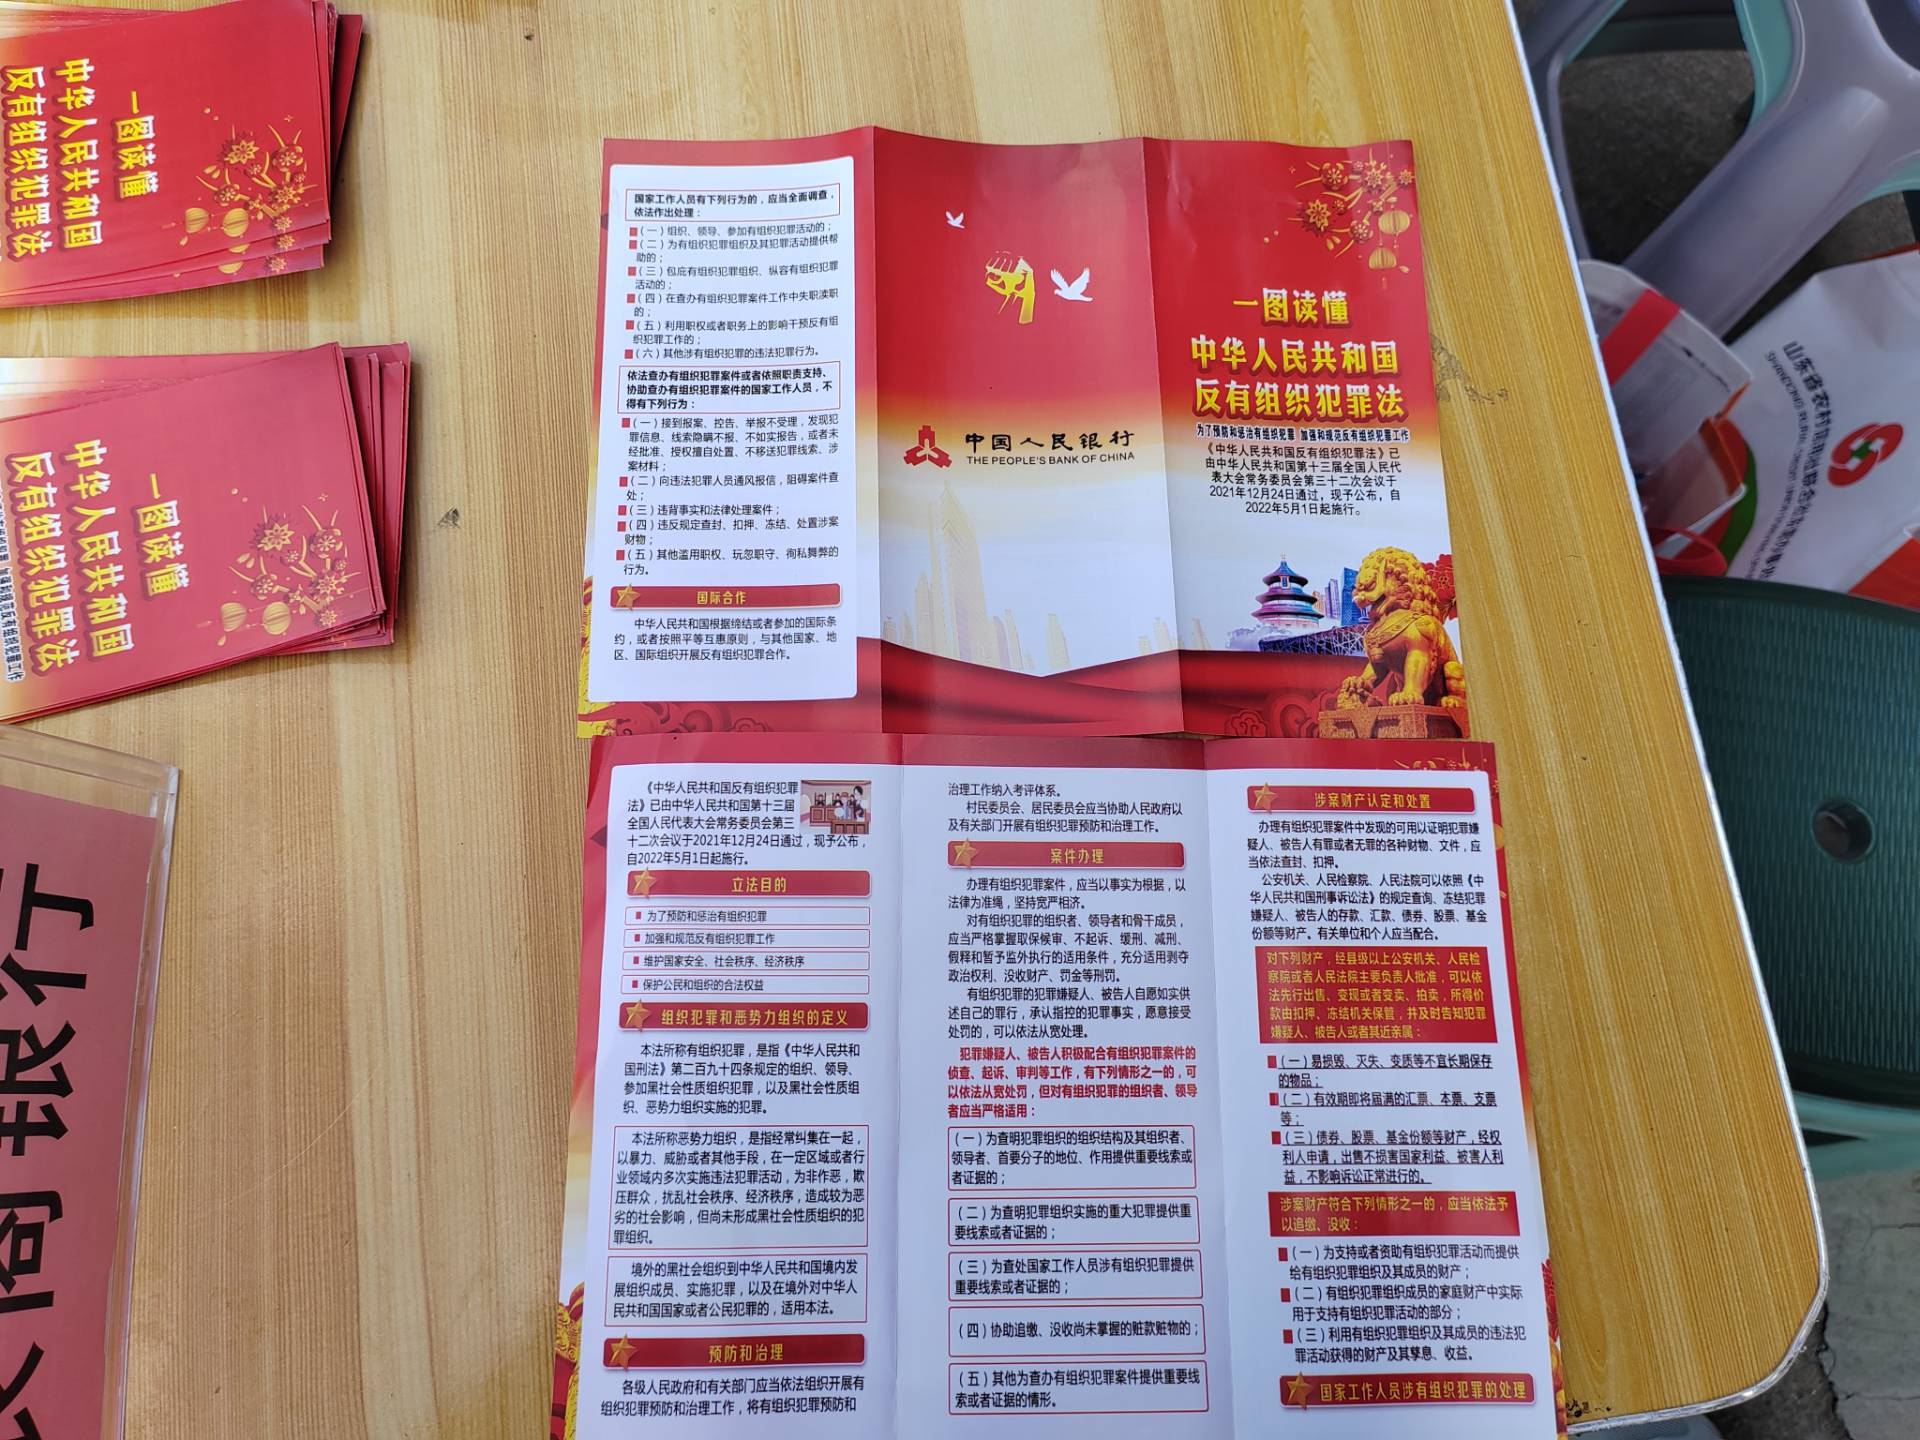 一图读懂
中华人民共和国
反有组织犯罪法
一图读懂
中华人民共和国
反有组织犯罪法
加强和规范反有组织犯罪工作
商银行
国家工作人员有下列行为的，应当全面调查，
依法作出处理：
（一）组织、领导、参加有组织犯罪活动的；
（二）为有组织犯罪组织及其犯罪活动提供帮
助的；
（三）包庇有组织犯罪组织、纵容有组织犯罪
活动的；
（四）在查办有组织犯罪案件工作中失职渎职
的；
（五）利用职权或者职务上的影响干预反有组
织犯罪工作的；
（六）其他涉有组织犯罪的违法犯罪行为。
依法查办有组织犯罪案件或者依照职责支持、
协助查办有组织犯罪案件的国家工作人员，不
得有下列行为：
（一）接到报案、控告、举报不受理，发现犯
罪信息、线索隐瞒不报、不如实报告，或者未
经批准、授权擅自处置、不移送犯罪线索、涉
案材料；
（二）向违法犯罪人员通风报信，阻碍案件查
处；
（三）违背事实和法律处理案件；
（四）违反规定查封、扣押、冻结、处置涉案
财物；
（五）其他滥用职权、玩忽职守、徇私舞弊的
行为。
国际合作
中华人民共和国根据缔结或者参加的国际条
约，或者按照平等互惠原则，与其他国家、地
区、国际组织开展反有组织犯罪合作。
中国人民银行
THE PEOPLE'S BANK OF CHINA
一图读懂
中华人民共和国
反有组织犯罪法
为了预防和惩治有组织犯罪 加强和规范反有组织犯罪工作
《中华人民共和国反有组织犯罪法》已
由中华人民共和国第十三届全国人民代
表大会常务委员会第三十二次会议于
2021年12月24日通过，现予公布，自
2022年5月1日起施行。
《中华人民共和国反有组织犯罪
法》已由中华人民共和国第十三届
全国人民代表大会常务委员会第三
十二次会议于2021年12月24日通过，现予公布，
自2022年5月1日起施行。
立法目的
为了预防和惩治有组织犯罪
加强和规范反有组织犯罪工作
维护国家安全、社会秩序、经济秩序
保护公民和组织的合法权益
组织犯罪和恶势力组织的定义
本法所称有组织犯罪，是指《中华人民共和
国刑法》第二百九十四条规定的组织、领导、
参加黑社会性质组织犯罪，以及黑社会性质组
织、恶势力组织实施的犯罪。
本法所称恶势力组织，是指经常纠集在一起，
以暴力、威胁或者其他手段，在一定区域或者行
业领域内多次实施违法犯罪活动，为非作恶，欺
压群众，扰乱社会秩序、经济秩序，造成较为恶
劣的社会影响，但尚未形成黑社会性质组织的犯
罪组织。
境外的黑社会组织到中华人民共和国境内发
展组织成员、实施犯罪，以及在境外对中华人
民共和国国家或者公民犯罪的，适用本法。
预防和治理
各级人民政府和有关部门应当依法组织开展有
组织犯罪预防和治理工作，将有组织犯罪预防和
治理工作纳入考评体系。
村民委员会、居民委员会应当协助人民政府以
及有关部门开展有组织犯罪预防和治理工作。
案件办理
办理有组织犯罪案件，应当以事实为根据，以
法律为准绳，坚持宽严相济。
对有组织犯罪的组织者、领导者和骨干成员，
应当严格掌握取保候审、不起诉、缓刑、减刑、
假释和暂予监外执行的适用条件，充分适用剥夺
政治权利、没收财产、罚金等刑罚。
有组织犯罪的犯罪嫌疑人、被告人自愿如实供
述自己的罪行，承认指控的犯罪事实，愿意接受
处罚的，可以依法从宽处理。
犯罪嫌疑人、被告人积极配合有组织犯罪案件的
侦查、起诉、审判等工作，有下列情形之一的，可
以依法从宽处罚，但对有组织犯罪的组织者、领导
者应当严格适用：
（一）为查明犯罪组织的组织结构及其组织者、
领导者、首要分子的地位、作用提供重要线索或
者证据的；
（二）为查明犯罪组织实施的重大犯罪提供重
要线索或者证据的；
（三）为查处国家工作人员涉有组织犯罪提供
重要线索或者证据的；
（四）协助追缴、没收尚未掌握的赃款赃物的；
（五）其他为查办有组织犯罪案件提供重要线
索或者证据的情形。
涉案财产认定和处置
办理有组织犯罪案件中发现的可用以证明犯罪嫌
疑人、被告人有罪或者无罪的各种财物、文件，应
当依法查封、扣押。
公安机关、人民检察院、人民法院可以依照《中
华人民共和国刑事诉讼法》的规定查询、冻结犯罪
嫌疑人、被告人的存款、汇款、债券、股票、基金
份额等财产。有关单位和个人应当配合。
对下列财产，经县级以上公安机关、人民检
察院或者人民法院主要负责人批准，可以依
法先行出售、变现或者变卖、拍卖，所得价
款由扣押、冻结机关保管，并及时告知犯罪
嫌疑人、被告人或者其近亲属：
（一）易损毁、灭失、变质等不宜长期保存
的物品；
（二）有效期即将届满的汇票、本票、支票
等；
（三）债券、股票、基金份额等财产，经权
利人申请，出售不损害国家利益、被害人利
益，不影响诉讼正常进行的。
涉案财产符合下列情形之一的，应当依法予
以追缴、没收：
（一）为支持或者资助有组织犯罪活动而提供
给有组织犯罪组织及其成员的财产；
（二）有组织犯罪组织成员的家庭财产中实际
用于支持有组织犯罪活动的部分；
（三）利用有组织犯罪组织及其成员的违法犯
罪活动获得的财产及其孳息、收益。
国家工作人员涉有组织犯罪的处理
山东省农村信用社联合社